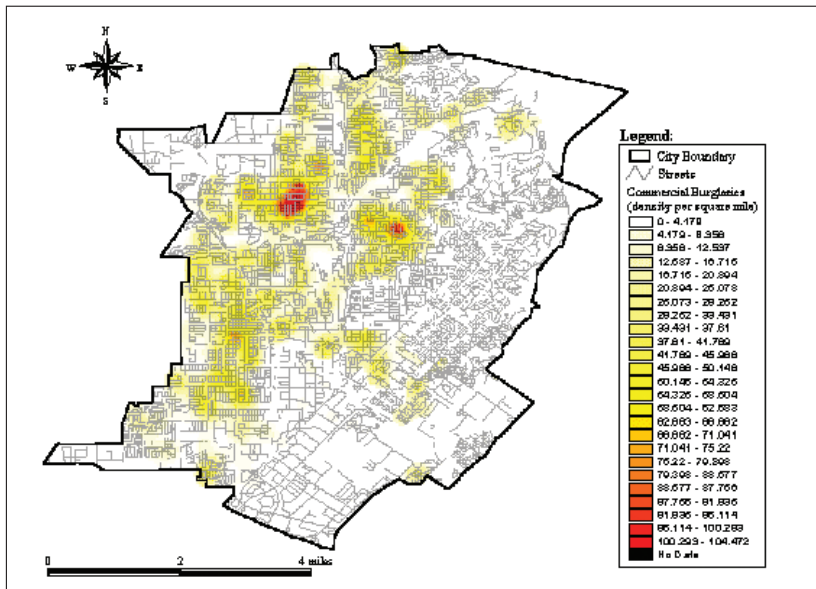 N
W E
S
Legend:
City Boundary
Streets
Commercial Burglaries
(density per square mile)
0 - 4.179
4.179 - 8.358
8.358 - 12.537
12.537 - 16.716
16.716 - 20.894
20.894 - 25.073
25.073 - 29.252
29.252 - 33.431
33.431 - 37.61
37.61 - 41.789
41.789 - 45.968
45.968 - 50.146
50.146 - 54.325
54.325 - 58.504
58.504 - 62.683
62.683 - 66.862
66.862 - 71.041
71.041 - 75.22
75.22 - 79.398
79.398 - 83.577
83.577 - 87.756
87.756 - 91.935
91.935 - 96.114
96.114 - 100.293
100.293 - 104.472
No Data
0 2 4 miles